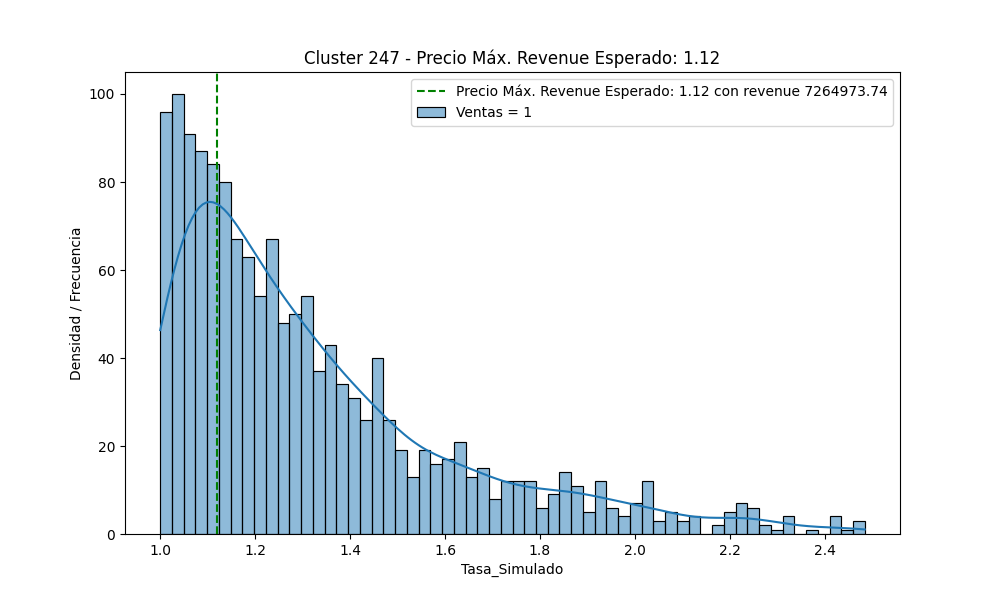 Cluster 247 - Precio Máx. Revenue Esperado: 1.12
Precio Máx. Revenue Esperado: 1.12 con revenue 7264973.74
Ventas = 1
Densidad / Frecuencia
100
80
60
40
20
0
1.0 1.2 1.4 1.6 1.8 2.0 2.2 2.4
Tasa_Simulado